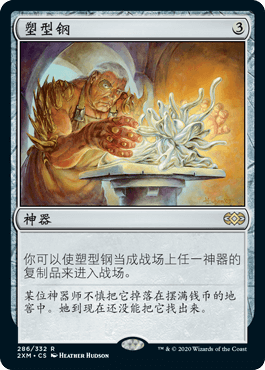 塑型钢 3
神器
你可以使塑型钢当成战场上任一神器的
复制品来进入战场。
某位神器师不慎把它掉落在摆满钱币的地
窖中。她到现在还没能把它找出来。
286/332 R
2XM • CS HEATHER HUDSON
™ & © 2020 Wizards of the Coast